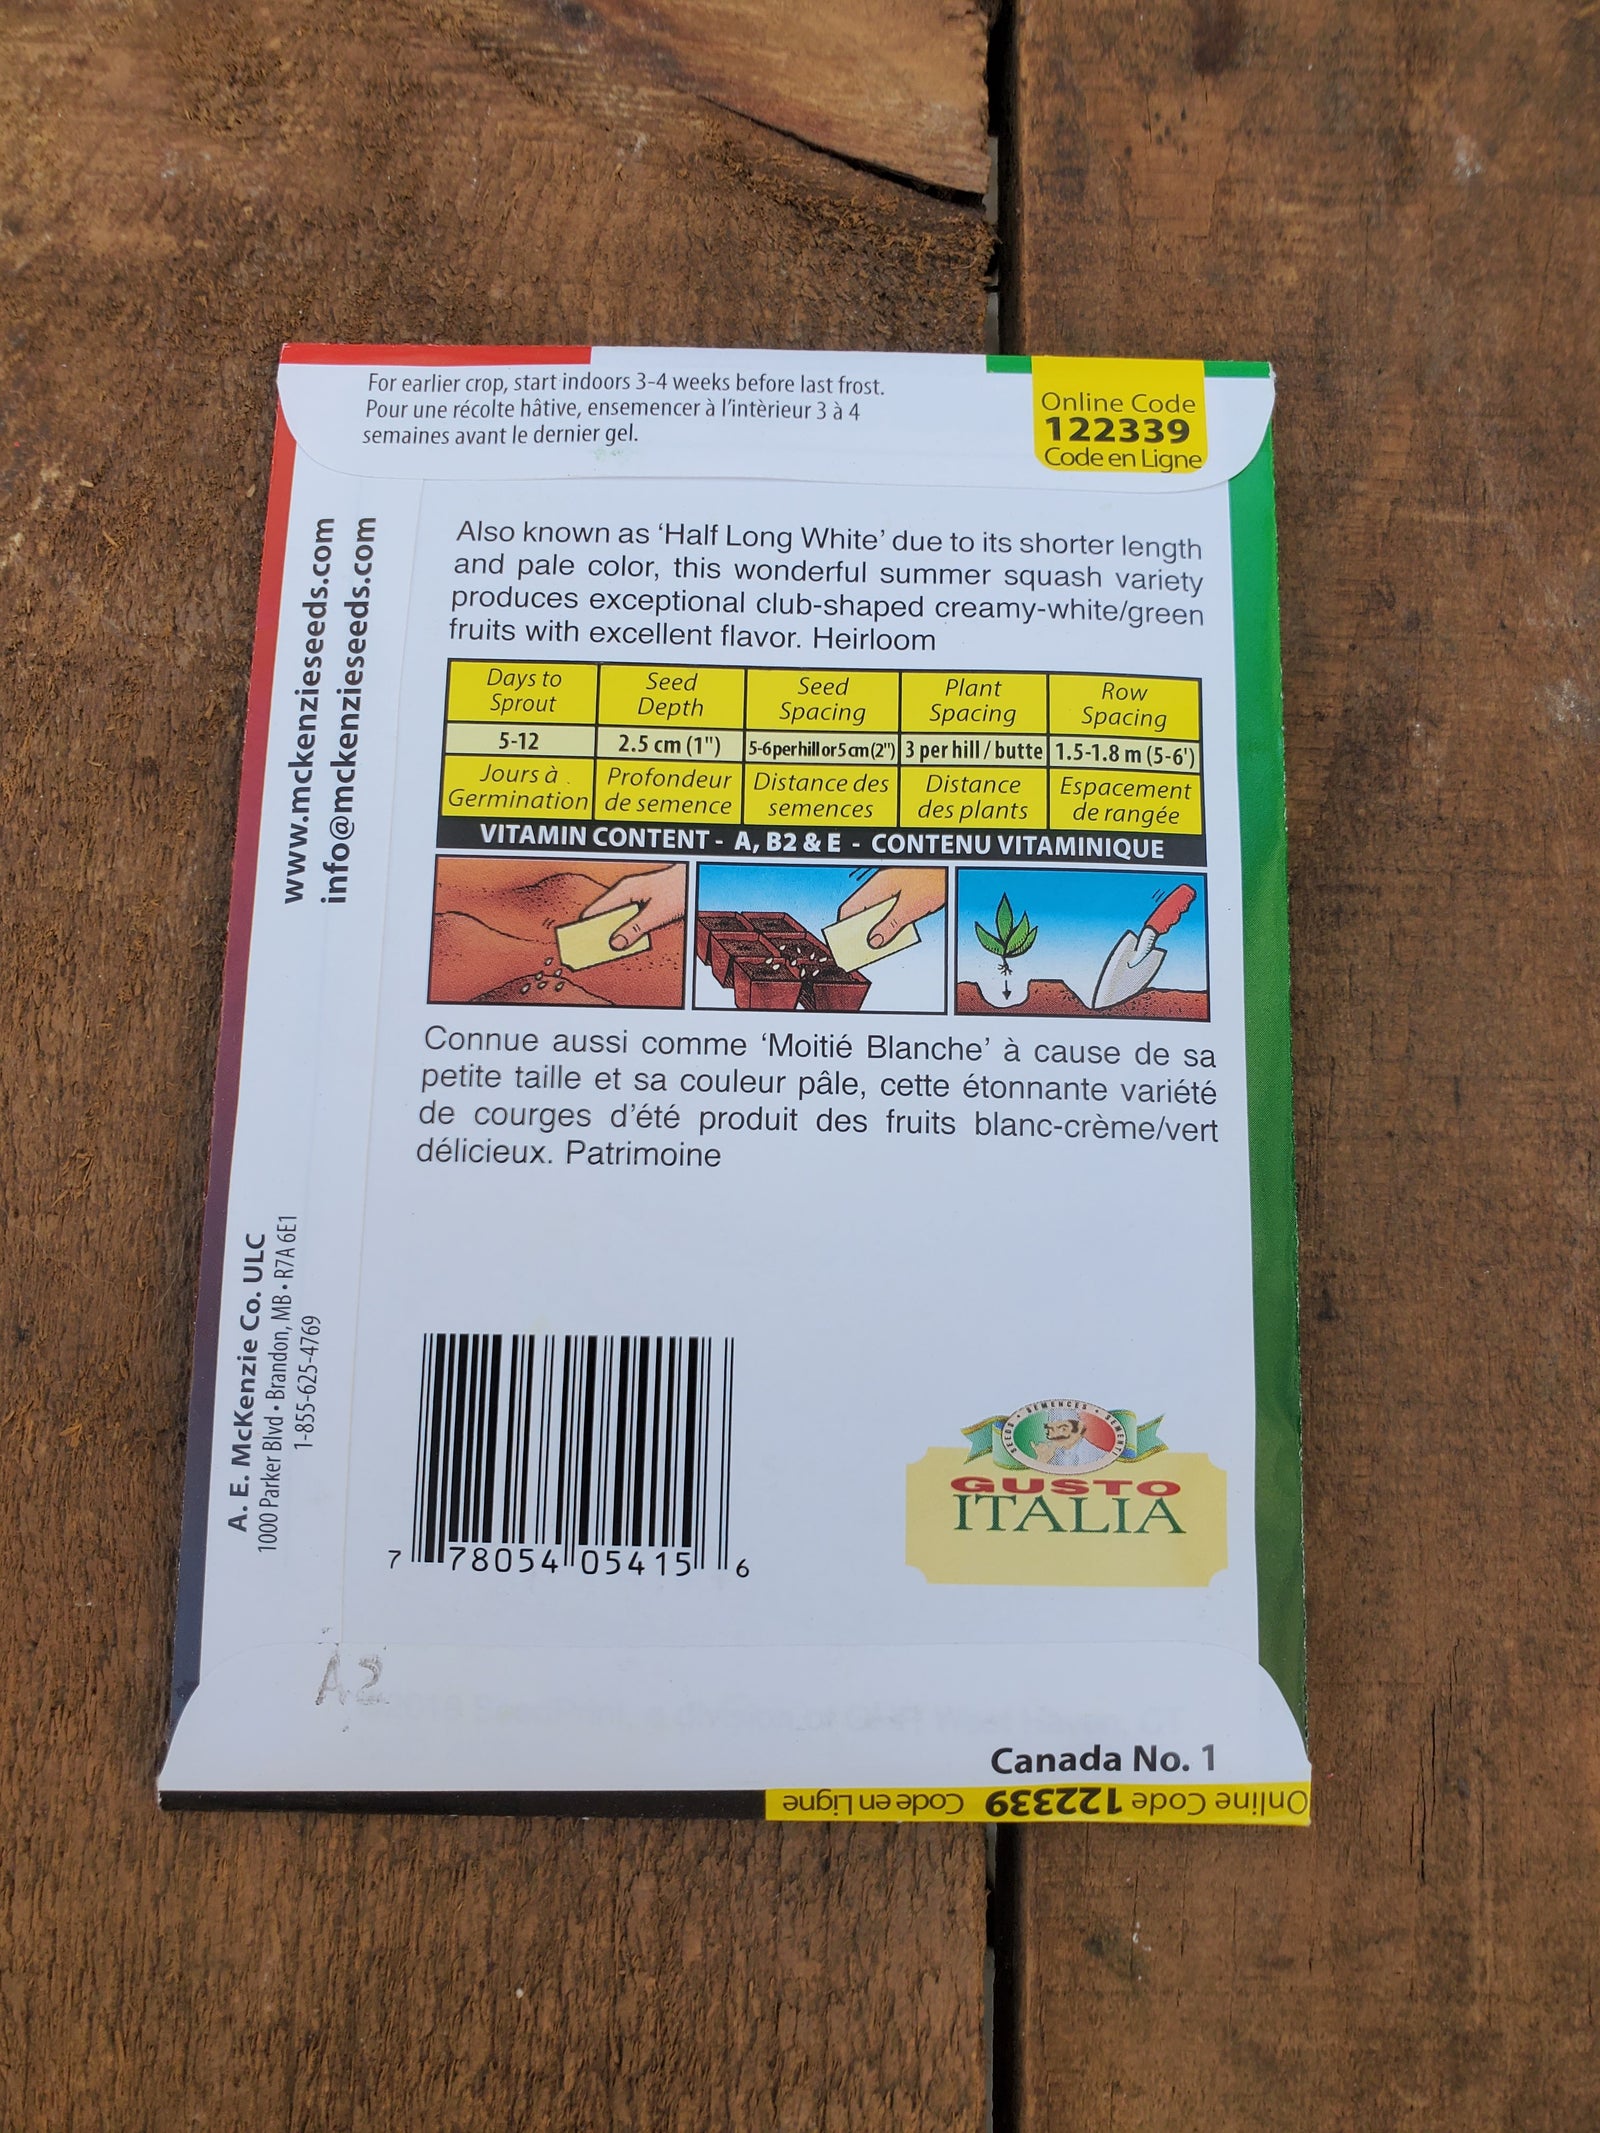 For earlier crop, start indoors 3-4 weeks before last frost.
Pour une récolte hâtive, ensemencer à l'intèrieur 3 à 4
semaines avant le dernier gel.
Online Code
122339
Code en Ligne
www.mckenzieseeds.com
info@mckenzieseeds.com
Also known as ‘Half Long White’ due to its shorter length
and pale color, this wonderful summer squash variety
produces exceptional club-shaped creamy-white/green
fruits with excellent flavor. Heirloom
Days to
Sprout
Seed
Depth
Seed
Spacing
Plant
Spacing
Row
Spacing
5-12
2.5 cm (1")
5-6 per hill or 5 cm (2")
3 per hill / butte
1.5-1.8 m (5-6')
Jours à
Germination
Profondeur
de semence
Distance des
semences
Distance
des plants
Espacement
de rangée
VITAMIN CONTENT - A, B2 & E - CONTENU VITAMINIQUE
Connue aussi comme ‘Moitié Blanche’ à cause de sa
petite taille et sa couleur pâle, cette étonnante variété
de courges d'été produit des fruits blanc-crème/vert
délicieux. Patrimoine
A. E. McKenzie Co. ULC
1000 Parker Blvd • Brandon, MB • R7A 6E1
1-855-625-4769
7 78054 05415 6
SEEDS • SEMENCES • SEMENTI
GUSTO
ITALIA
A2
Canada No. 1
Online Code 122339 Code en Ligne